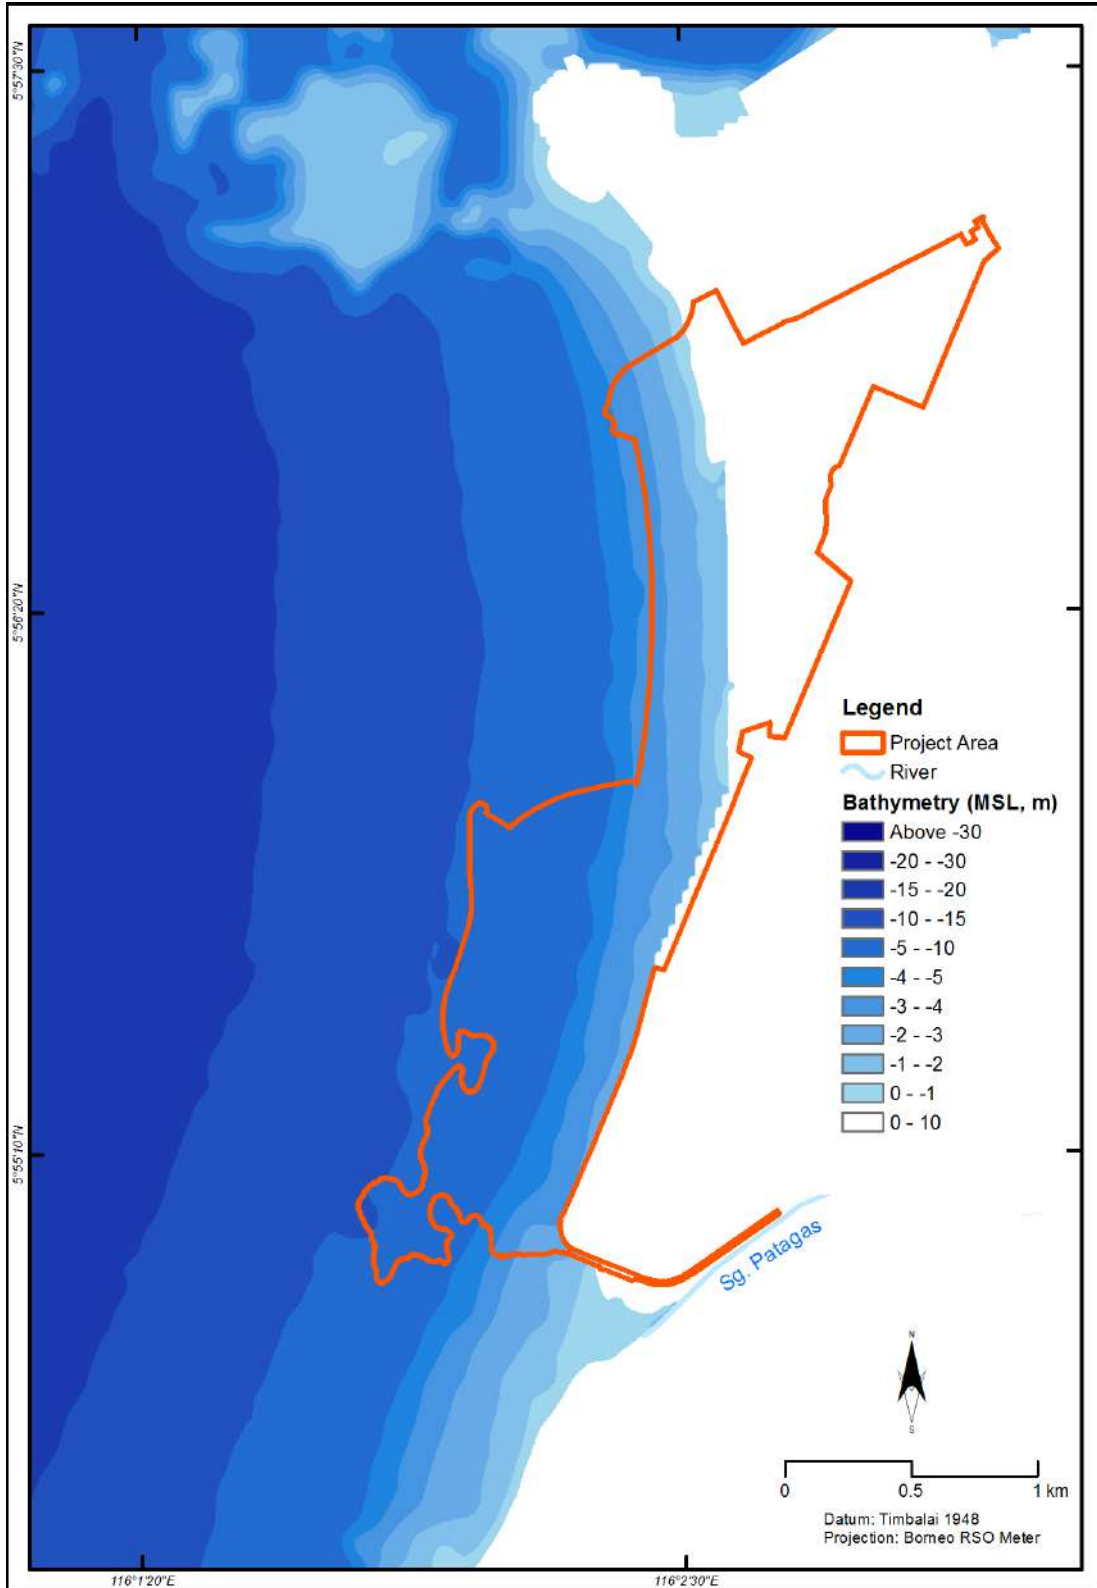 5°57'30"N
5°56'20"N
5°55'10"N
Legend
Project Area
River
Bathymetry (MSL, m)
Above -30
-20 - -30
-15 - -20
-10 - -15
-5 - -10
-4 - -5
-3 - -4
-2 - -3
-1 - -2
0 - -1
0 - 10
Sg. Patagas
N
S
0 0.5 1 km
Datum: Timbalai 1948
Projection: Borneo RSO Meter
116°1'20"E 116°2'30"E